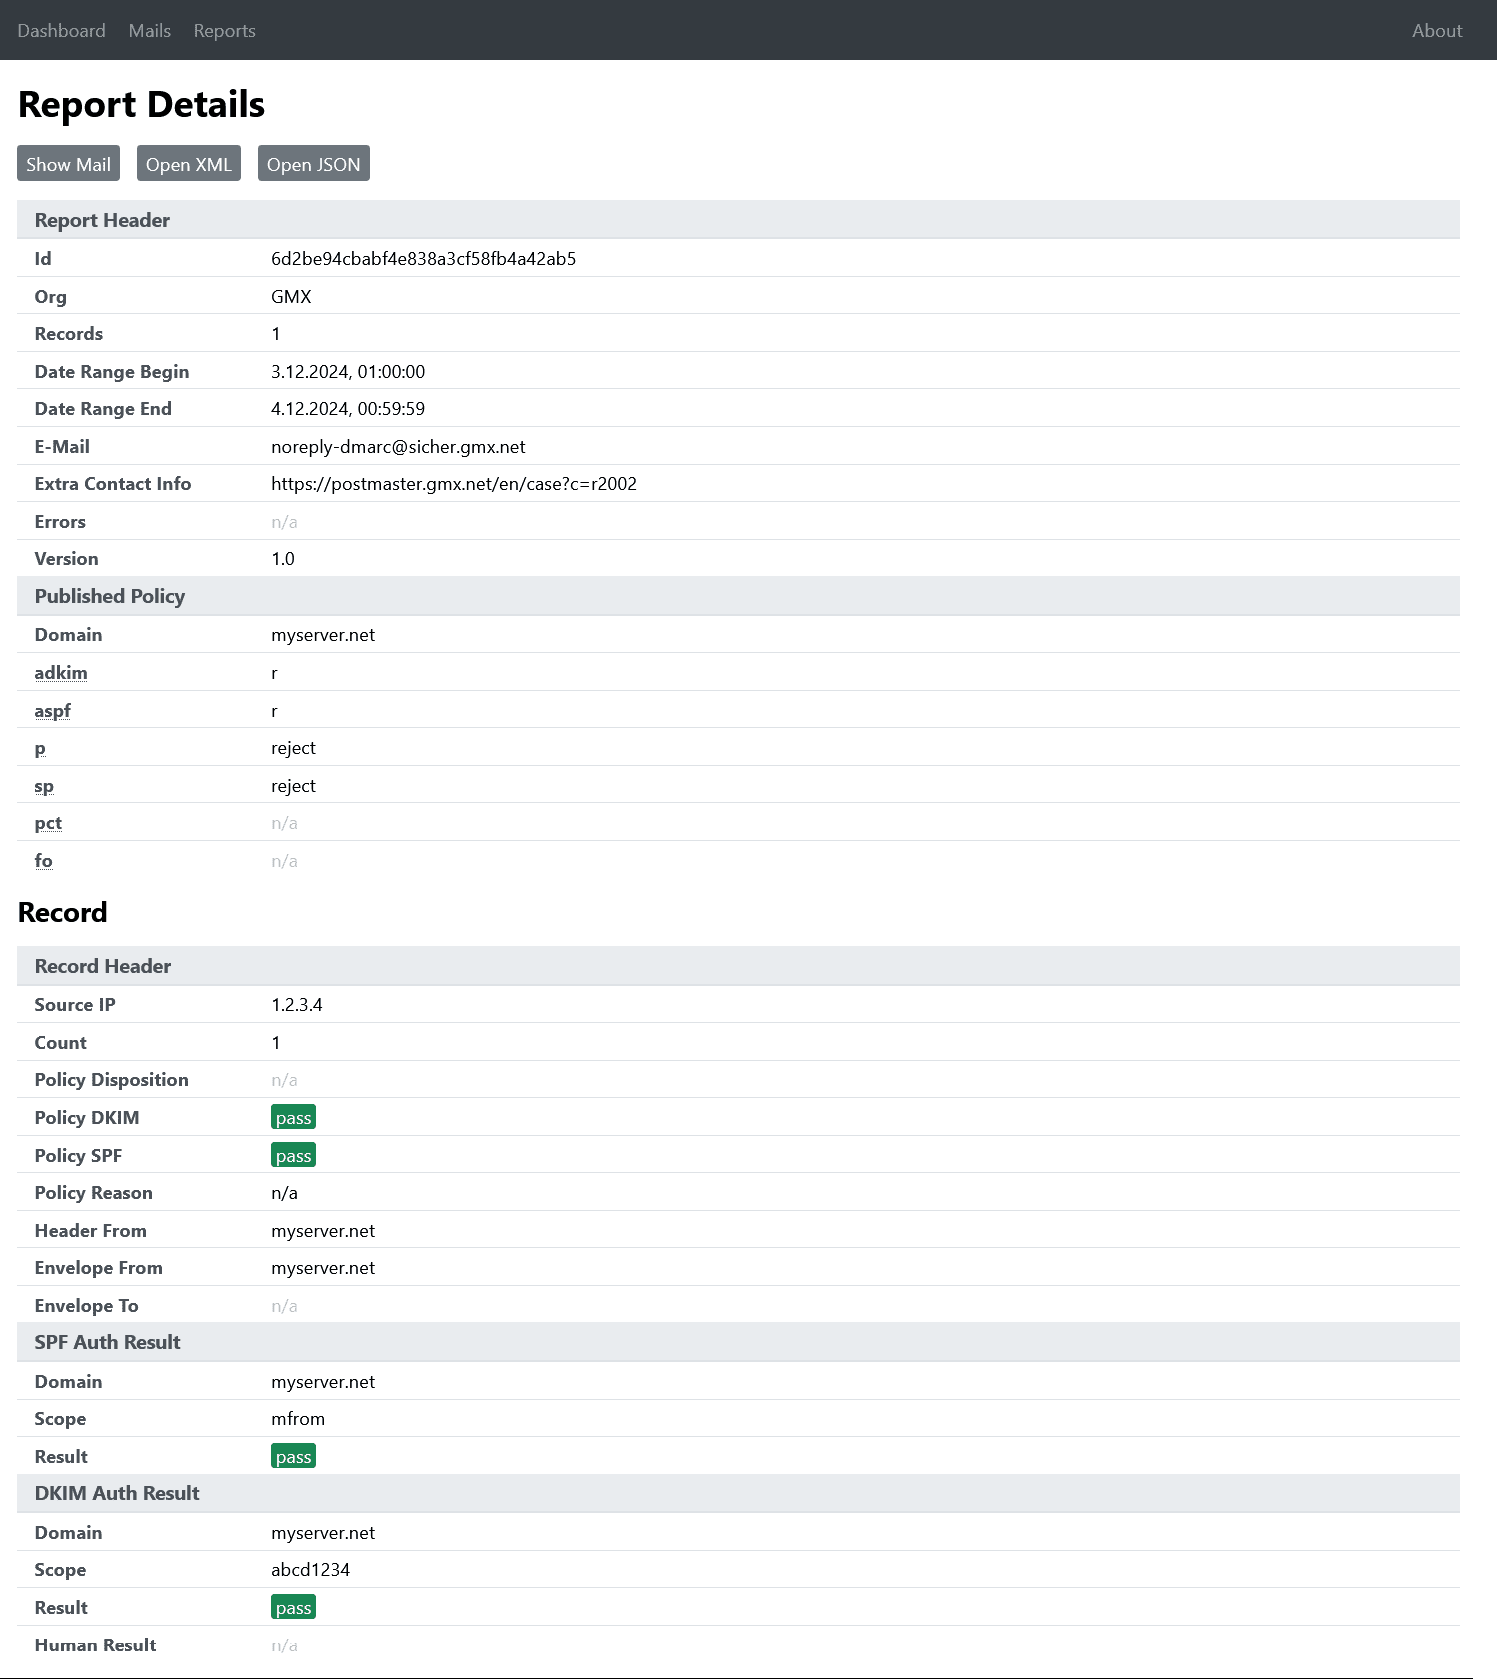 Dashboard Mails Reports About
Report Details
Show Mail Open XML Open JSON
Report Header
Id 6d2be94cbabf4e838a3cf58fb4a42ab5
Org GMX
Records 1
Date Range Begin 3.12.2024, 01:00:00
Date Range End 4.12.2024, 00:59:59
E-Mail noreply-dmarc@sicher.gmx.net
Extra Contact Info https://postmaster.gmx.net/en/case?c=r2002
Errors n/a
Version 1.0
Published Policy
Domain myserver.net
adkim r
aspf r
p reject
sp reject
pct n/a
fo n/a
Record
Record Header
Source IP 1.2.3.4
Count 1
Policy Disposition n/a
Policy DKIM pass
Policy SPF pass
Policy Reason n/a
Header From myserver.net
Envelope From myserver.net
Envelope To n/a
SPF Auth Result
Domain myserver.net
Scope mfrom
Result pass
DKIM Auth Result
Domain myserver.net
Scope abcd1234
Result pass
Human Result n/a